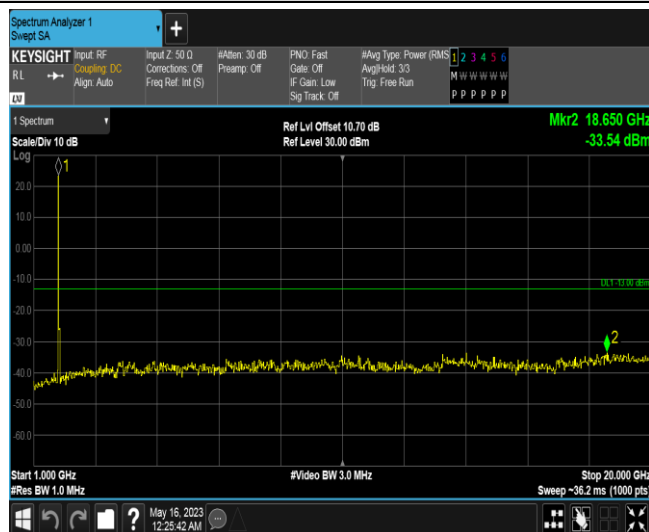 Spectrum Analyzer 1
Swept SA
+
KEYSIGHT
RL
Input: RF
Coupling: DC
Align: Auto
Input Z: 50 Ω
Corrections: Off
Freq Ref: Int (S)
#Atten: 30 dB
Preamp: Off
PNO: Fast
Gate: Off
IF Gain: Low
Sig Track: Off
#Avg Type: Power (RMS
Avg|Hold: 3/3
Trig: Free Run
1 2 3 4 5 6
M W W W W W
P P P P P P
LXI
1 Spectrum
Scale/Div 10 dB
Log
Ref Lvl Offset 10.70 dB
Ref Level 30.00 dBm
Mkr2 18.650 GHz
-33.54 dBm
1
20.0
10.0
0.00
-10.0
DL1 -13.00 dBm
-20.0
-30.0
2
-40.0
-50.0
-60.0
Start 1.000 GHz
#Res BW 1.0 MHz
#Video BW 3.0 MHz
Stop 20.000 GHz
Sweep ~36.2 ms (1000 pts)
?
May 16, 2023
12:25:42 AM